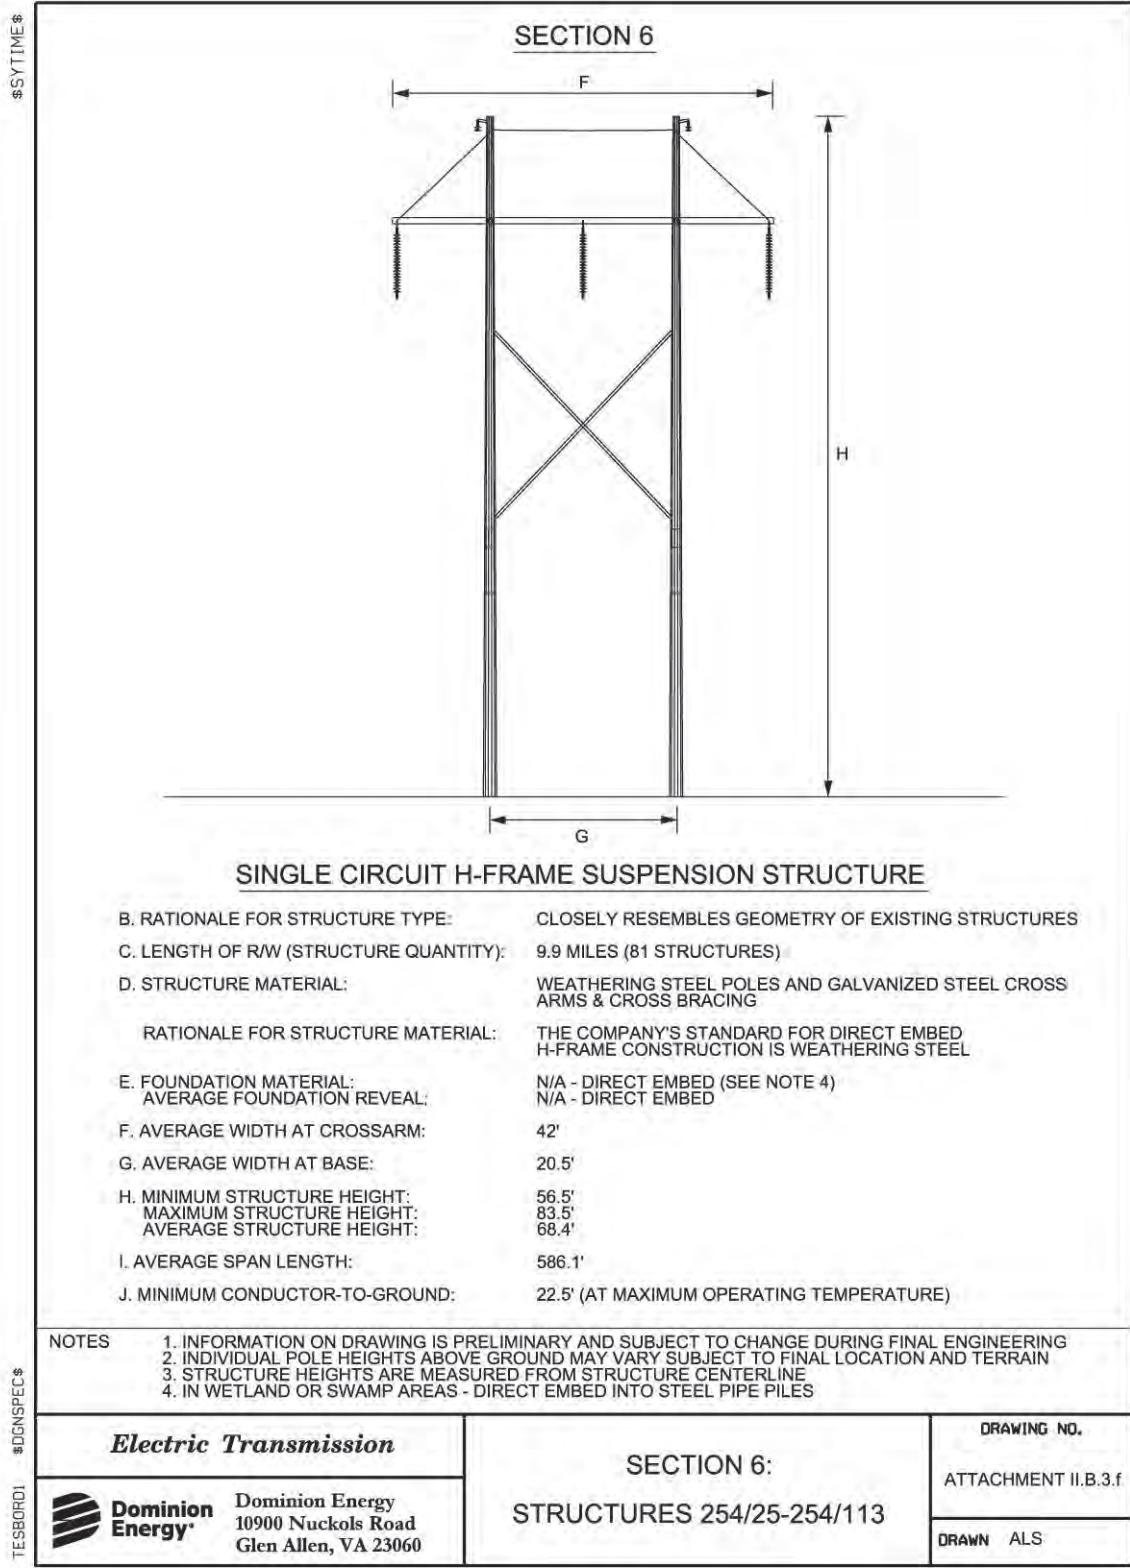 $SYTIME$
SECTION 6
F
H
G
SINGLE CIRCUIT H-FRAME SUSPENSION STRUCTURE
B. RATIONALE FOR STRUCTURE TYPE: CLOSELY RESEMBLES GEOMETRY OF EXISTING STRUCTURES
C. LENGTH OF R/W (STRUCTURE QUANTITY): 9.9 MILES (81 STRUCTURES)
D. STRUCTURE MATERIAL: WEATHERING STEEL POLES AND GALVANIZED STEEL CROSS
ARMS & CROSS BRACING
RATIONALE FOR STRUCTURE MATERIAL: THE COMPANY'S STANDARD FOR DIRECT EMBED
H-FRAME CONSTRUCTION IS WEATHERING STEEL
E. FOUNDATION MATERIAL: N/A - DIRECT EMBED (SEE NOTE 4)
AVERAGE FOUNDATION REVEAL: N/A - DIRECT EMBED
F. AVERAGE WIDTH AT CROSSARM: 42'
G. AVERAGE WIDTH AT BASE: 20.5'
H. MINIMUM STRUCTURE HEIGHT: 56.5'
MAXIMUM STRUCTURE HEIGHT: 83.5'
AVERAGE STRUCTURE HEIGHT: 68.4'
I. AVERAGE SPAN LENGTH: 586.1'
J. MINIMUM CONDUCTOR-TO-GROUND: 22.5' (AT MAXIMUM OPERATING TEMPERATURE)
NOTES 1. INFORMATION ON DRAWING IS PRELIMINARY AND SUBJECT TO CHANGE DURING FINAL ENGINEERING
2. INDIVIDUAL POLE HEIGHTS ABOVE GROUND MAY VARY SUBJECT TO FINAL LOCATION AND TERRAIN
3. STRUCTURE HEIGHTS ARE MEASURED FROM STRUCTURE CENTERLINE
4. IN WETLAND OR SWAMP AREAS - DIRECT EMBED INTO STEEL PIPE PILES
TESBORD1 $DGNSPEC$
Electric Transmission
Dominion
Energy
Dominion Energy
10900 Nuckols Road
Glen Allen, VA 23060
SECTION 6:
STRUCTURES 254/25-254/113
DRAWING NO.
ATTACHMENT II.B.3.f
DRAWN ALS